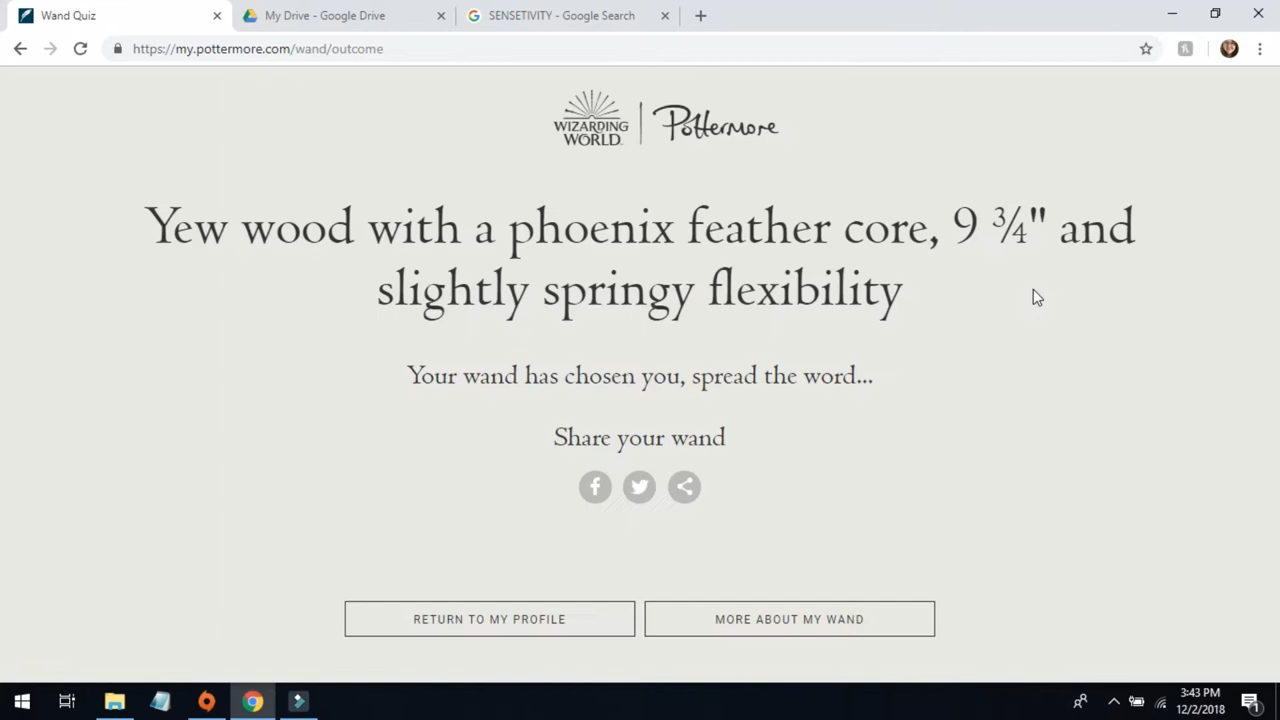 Wand Quiz
My Drive - Google Drive
SENSETIVITY - Google Search
https://my.pottermore.com/wand/outcome
WIZARDING
WORLD
Pottermore
Yew wood with a phoenix feather core, 9 ¾" and
slightly springy flexibility
Your wand has chosen you, spread the word...
Share your wand
RETURN TO MY PROFILE
MORE ABOUT MY WAND
3:43 PM
12/2/2018
1